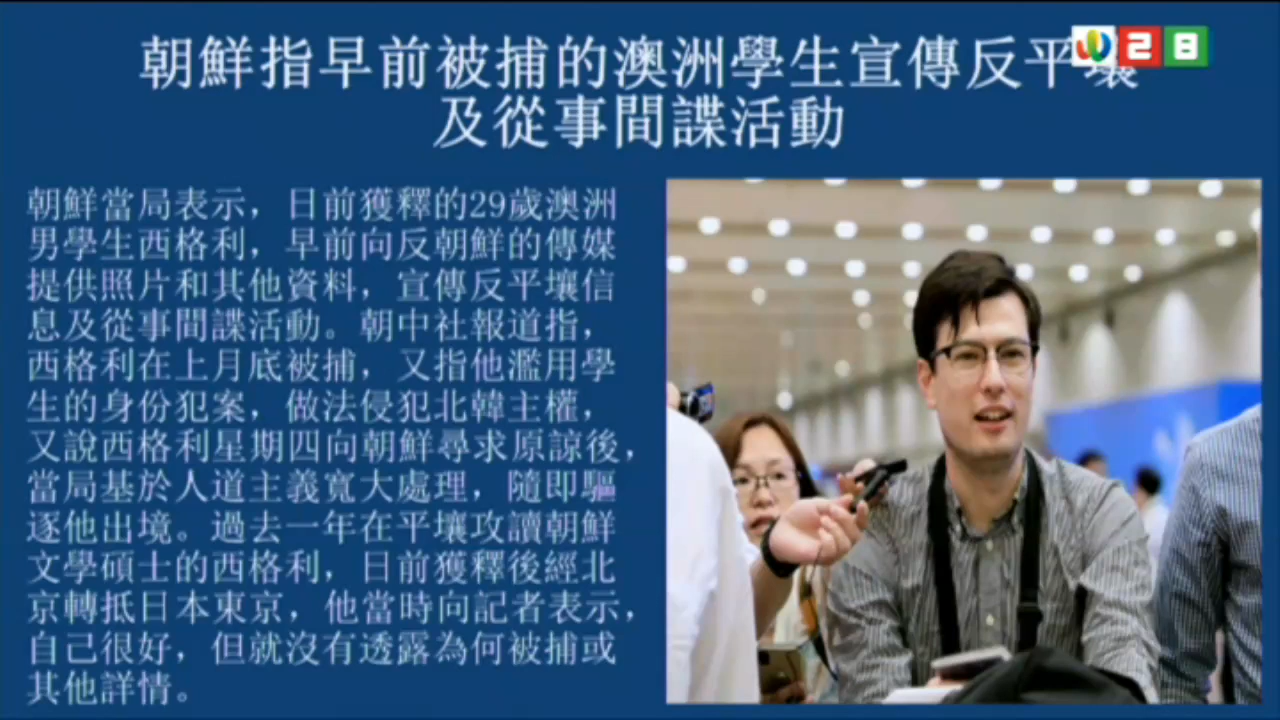 朝鮮指早前被捕的澳洲學生宣傳反平壤
28
及從事間諜活動
朝鮮當局表示，日前獲釋的29歲澳洲
男學生西格利，早前向反朝鮮的傳媒
提供照片和其他資料，宣傳反平壤信
息及從事間諜活動。朝中社報道指，
西格利在上月底被捕，又指他濫用學
生的身份犯案，做法侵犯北韓主權，
又說西格利星期四向朝鮮尋求原諒後，
當局基於人道主義寬大處理，隨即驅
逐他出境。過去一年在平壤攻讀朝鮮
文學碩士的西格利，日前獲釋後經北
京轉抵日本東京，他當時向記者表示，
自己很好，但就沒有透露為何被捕或
其他詳情。